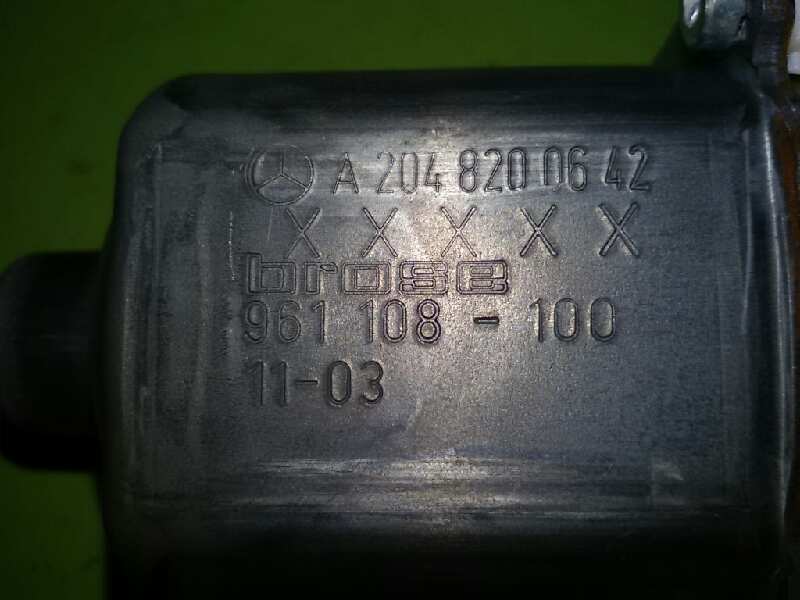 A 204 820 06 42
X X X X X
brose
961 108 - 100
11-03